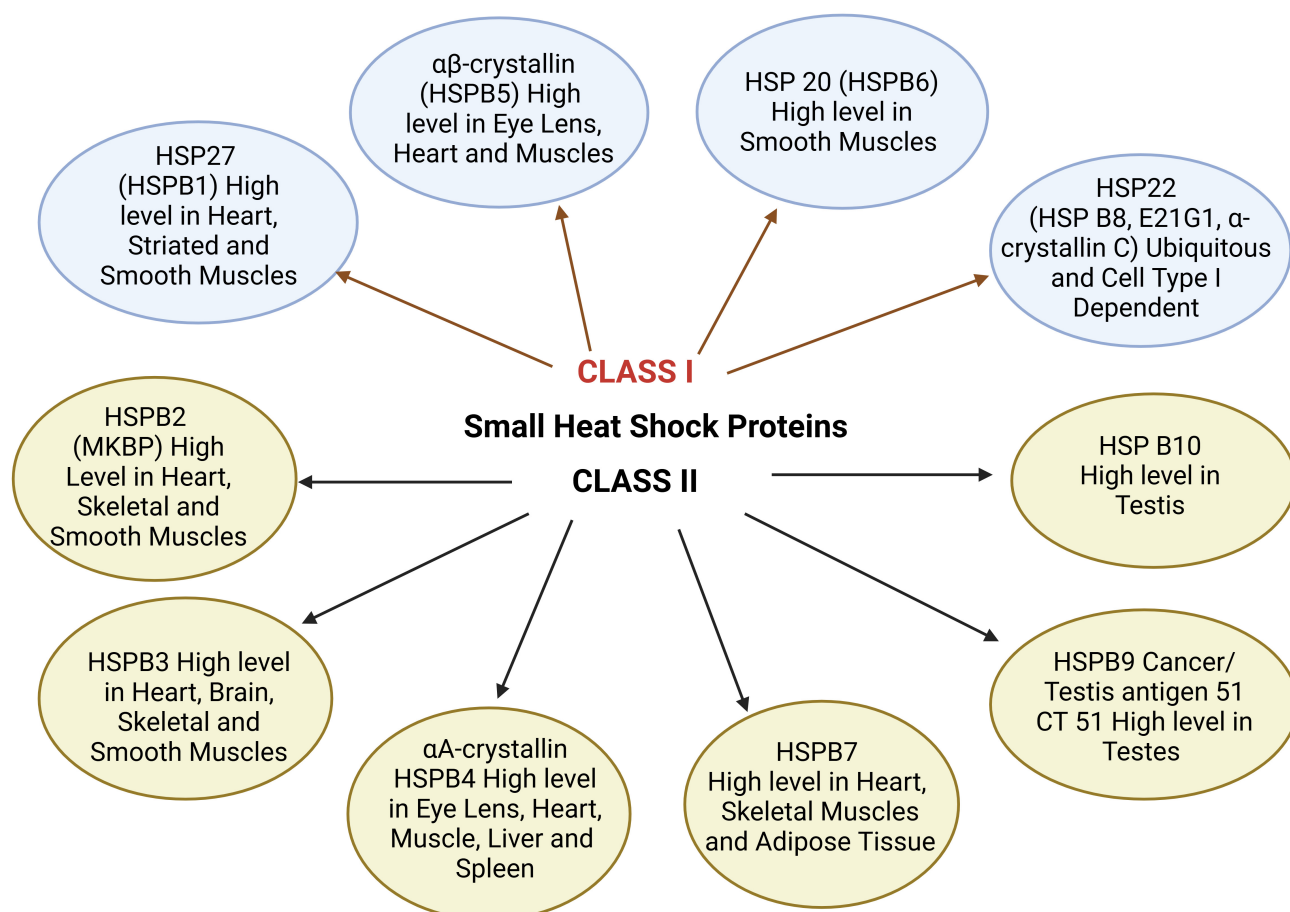 αβ-crystallin
(HSPB5) High
level in Eye Lens,
Heart and Muscles
HSP 20 (HSPB6)
High level in
Smooth Muscles
HSP27
(HSPB1) High
level in Heart,
Striated and
Smooth Muscles
HSP22
(HSP B8, E21G1, α-
crystallin C) Ubiquitous
and Cell Type I
Dependent
CLASS I
Small Heat Shock Proteins
CLASS II
HSPB2
(MKBP) High
Level in Heart,
Skeletal and
Smooth Muscles
HSP B10
High level in
Testis
HSPB3 High level
in Heart, Brain,
Skeletal and
Smooth Muscles
αA-crystallin
HSPB4 High level
in Eye Lens, Heart,
Muscle, Liver and
Spleen
HSPB7
High level in Heart,
Skeletal Muscles
and Adipose Tissue
HSPB9 Cancer/
Testis antigen 51
CT 51 High level in
Testes